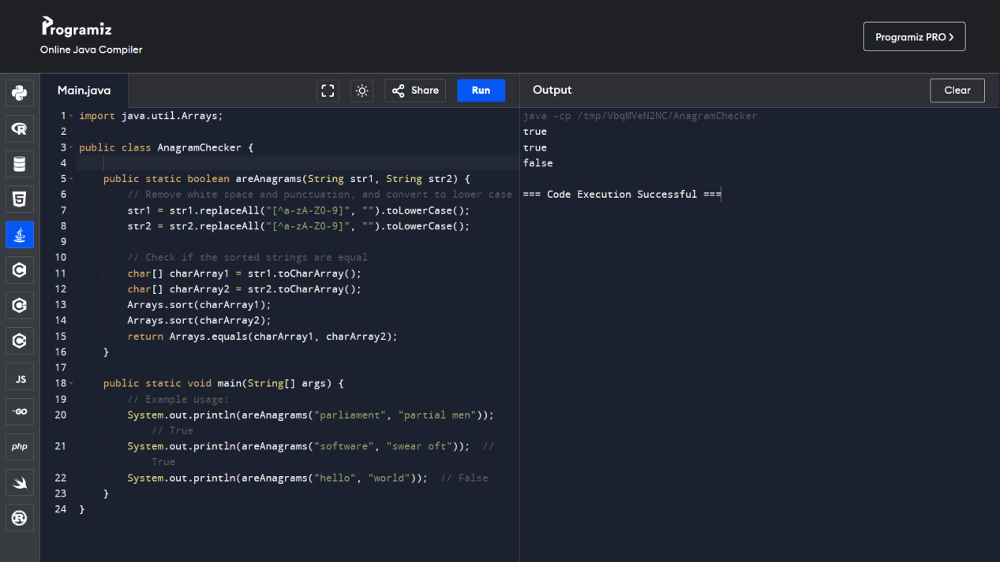 Programiz
Online Java Compiler
Programiz PRO ❯
Main.java
Share
Run
Output
Clear
1 import java.util.Arrays;
2
3 public class AnagramChecker {
4
5 public static boolean areAnagrams(String str1, String str2) {
6 // Remove white space and punctuation, and convert to lower case
7 str1 = str1.replaceAll("[^a-zA-Z0-9]", "").toLowerCase();
8 str2 = str2.replaceAll("[^a-zA-Z0-9]", "").toLowerCase();
9
10 // Check if the sorted strings are equal
11 char[] charArray1 = str1.toCharArray();
12 char[] charArray2 = str2.toCharArray();
13 Arrays.sort(charArray1);
14 Arrays.sort(charArray2);
15 return Arrays.equals(charArray1, charArray2);
16 }
17
18 public static void main(String[] args) {
19 // Example usage:
20 System.out.println(areAnagrams("parliament", "partial men"));
// True
21 System.out.println(areAnagrams("software", "swear oft")); //
True
22 System.out.println(areAnagrams("hello", "world")); // False
23 }
24 }
java -cp /tmp/VbqMVeN2NC/AnagramChecker
true
true
false
=== Code Execution Successful ===
R
5
C
C
C
JS
GO
php
R